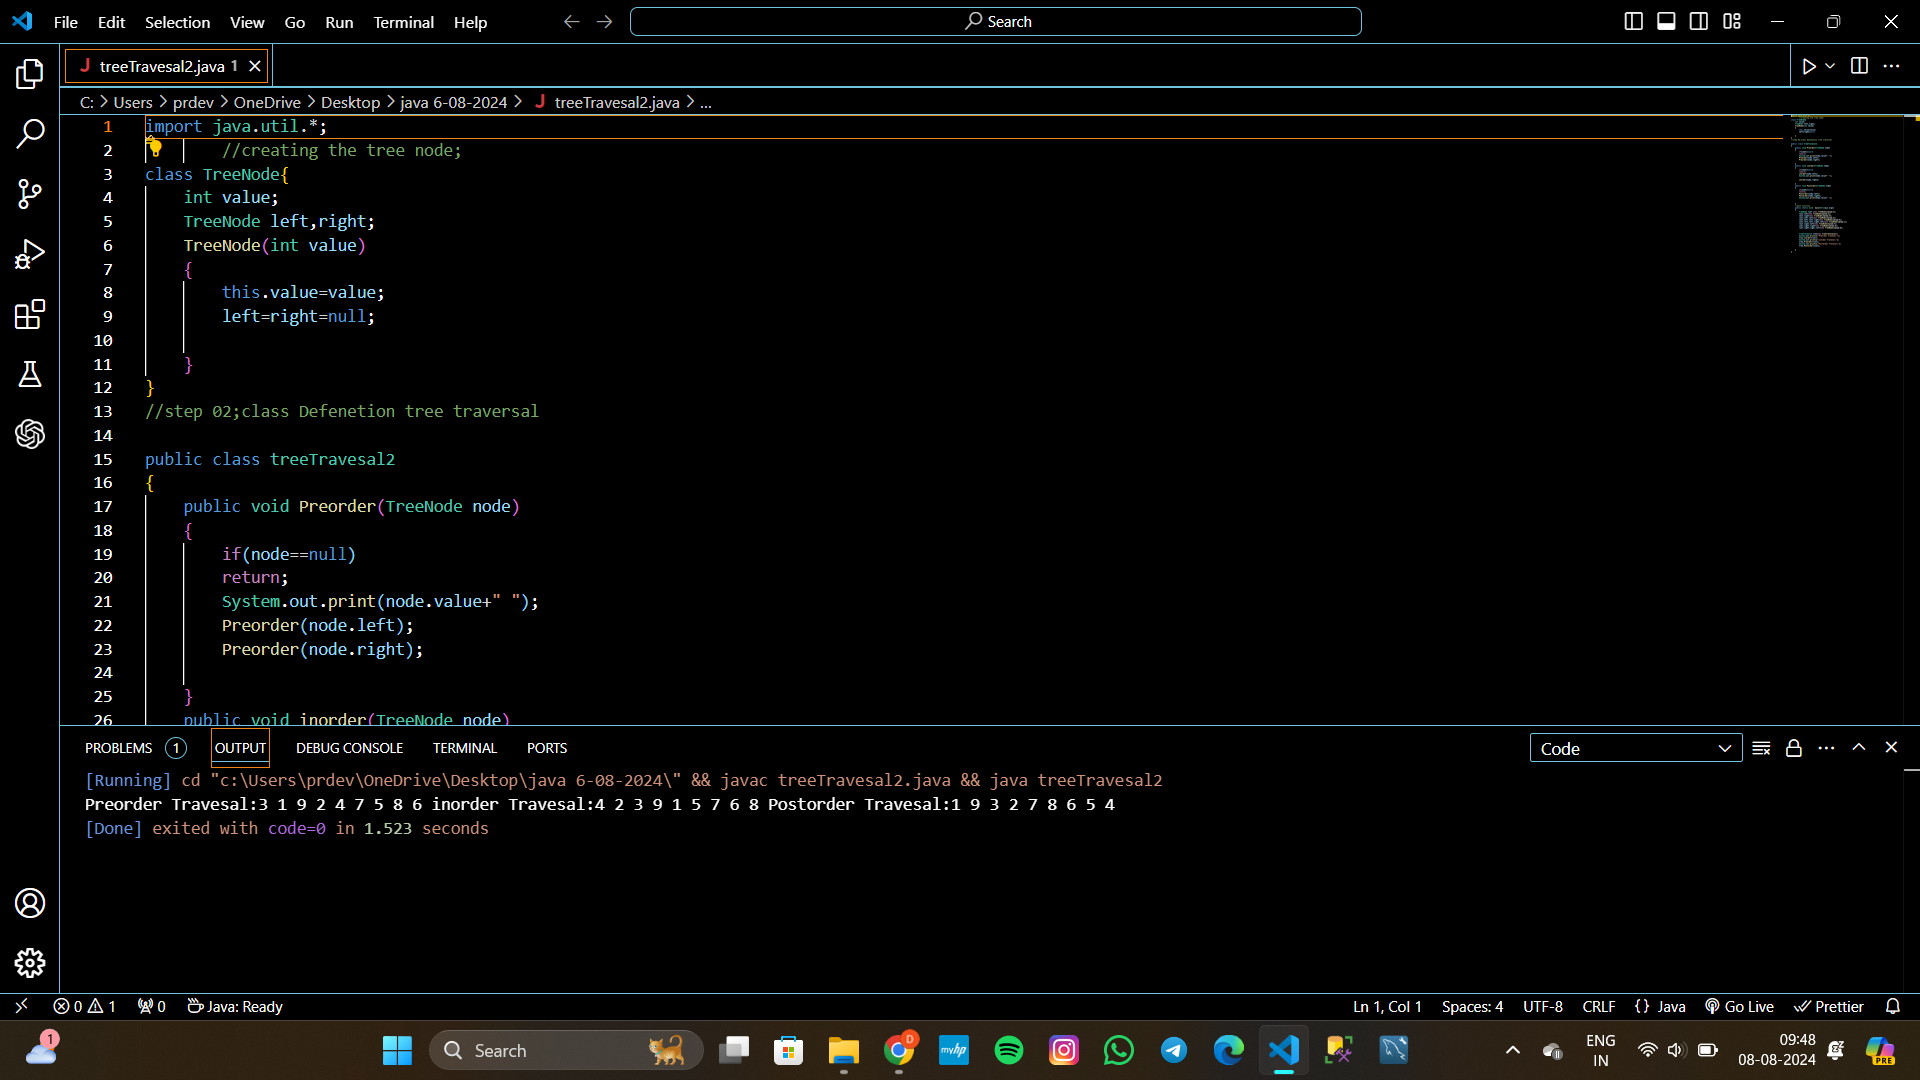 File Edit Selection View Go Run Terminal Help
Search
treeTravesal2.java 1
C: > Users > prdev > OneDrive > Desktop > java 6-08-2024 > treeTravesal2.java > ...
1 import java.util.*;
2 //creating the tree node;
3 class TreeNode{
4 int value;
5 TreeNode left,right;
6 TreeNode(int value)
7 {
8 this.value=value;
9 left=right=null;
10
11 }
12 }
13 //step 02;class Defenetion tree traversal
14
15 public class treeTravesal2
16 {
17 public void Preorder(TreeNode node)
18 {
19 if(node==null)
20 return;
21 System.out.print(node.value+" ");
22 Preorder(node.left);
23 Preorder(node.right);
24
25 }
26 public void inorder(TreeNode node)
PROBLEMS 1 OUTPUT DEBUG CONSOLE TERMINAL PORTS Code
[Running] cd "c:\Users\prdev\OneDrive\Desktop\java 6-08-2024\" && javac treeTravesal2.java && java treeTravesal2
Preorder Travesal:3 1 9 2 4 7 5 8 6 inorder Travesal:4 2 3 9 1 5 7 6 8 Postorder Travesal:1 9 3 2 7 8 6 5 4
[Done] exited with code=0 in 1.523 seconds
0 1 0 Java: Ready Ln 1, Col 1 Spaces: 4 UTF-8 CRLF {} Java Go Live Prettier
1 Search D myhp ENG 09:48
IN 08-08-2024 PRE